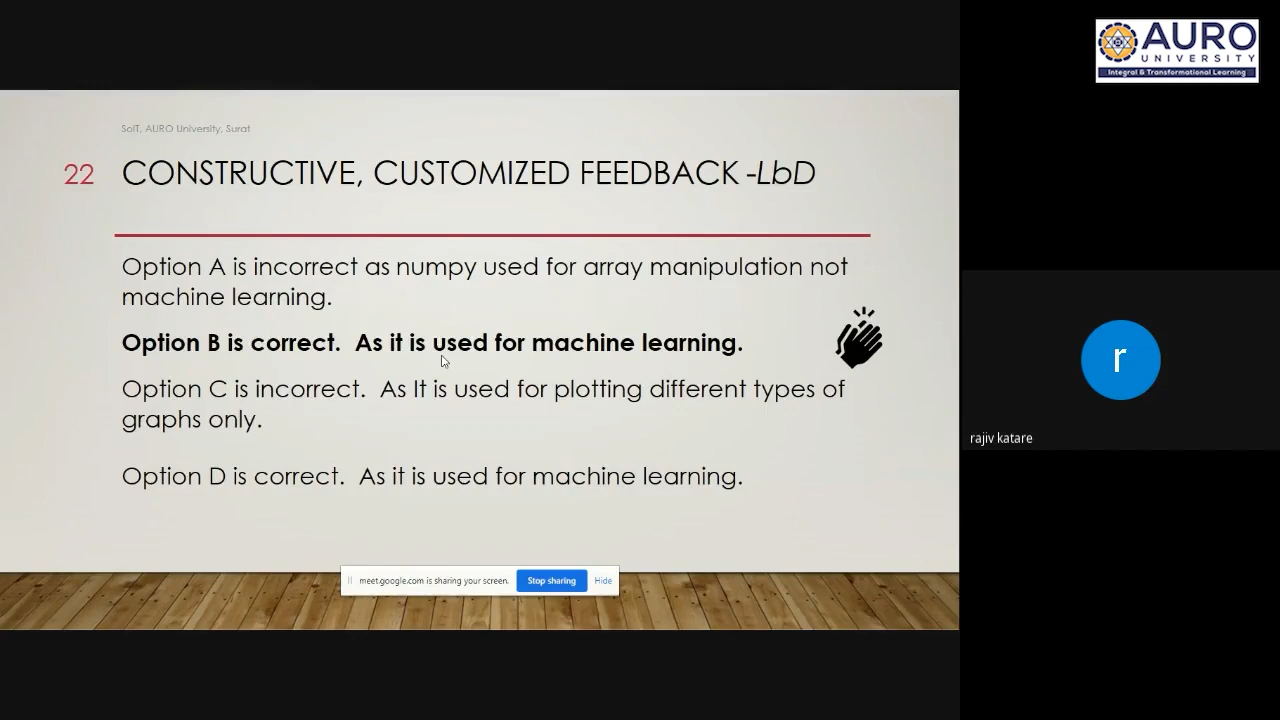 AURO
UNIVERSITY
Integral & Transformational Learning
SoIT, AURO University, Surat
22 CONSTRUCTIVE, CUSTOMIZED FEEDBACK -LbD
Option A is incorrect as numpy used for array manipulation not
machine learning.
Option B is correct. As it is used for machine learning.
Option C is incorrect. As It is used for plotting different types of
graphs only.
Option D is correct. As it is used for machine learning.
r
rajiv katare
meet.google.com is sharing your screen. Stop sharing Hide